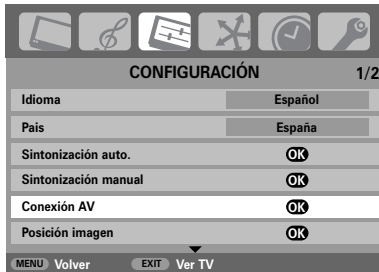 CONFIGURACIÓN 1/2
Idioma Español
Pais España
Sintonización auto. OK
Sintonización manual OK
Conexión AV OK
Posición imagen OK
MENU Volver EXIT Ver TV